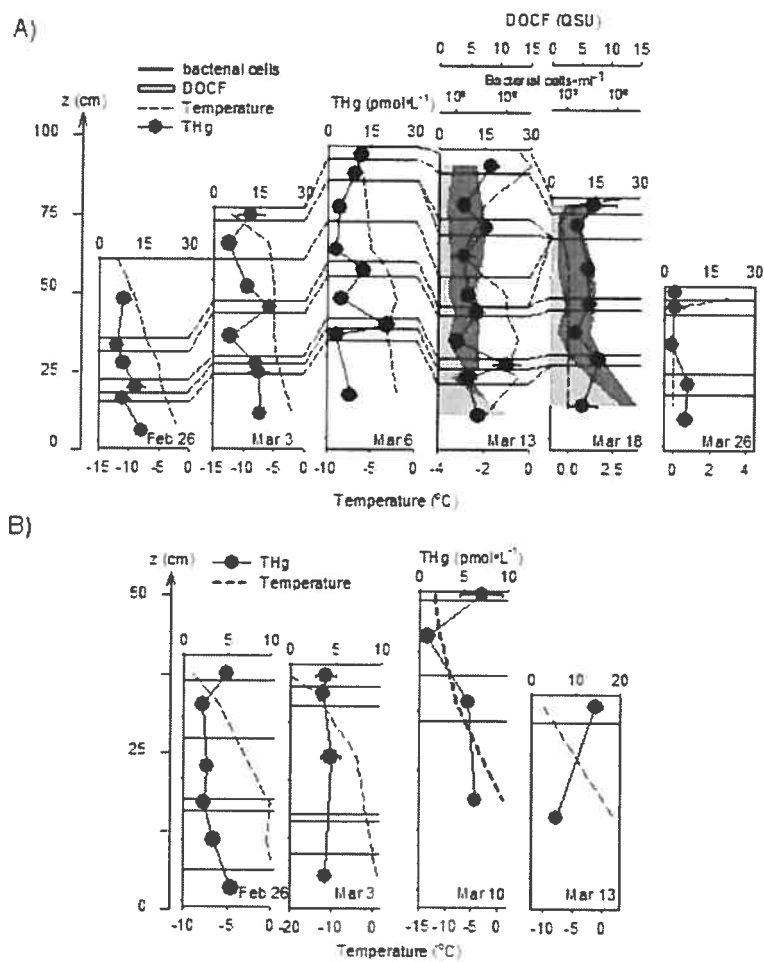 A)
DOCF (QSU)
0 5 10 15 0 5 10 15
bacterial cells
DOCF
Temperature
THg
z (cm)
THg (pmol•L⁻¹)
Bacterial cells•ml⁻¹
100
75
50
25
0
0 15 30
0 15 30
0 15 30
0 15 30
0 15 30
0 15 30
Feb 26
Mar 3
Mar 6
Mar 13
Mar 18
Mar 26
-15 -10 -5 0
-15 -10 -5 0
-10 -5 0
-4 -2 0
0.0 2.5
0 2 4
Temperature (°C)
B)
z (cm)
THg
Temperature
THg (pmol•L⁻¹)
50
25
0
0 5 10
0 5 10
0 5 10
0 10 20
Feb 26
Mar 3
Mar 10
Mar 13
-10 -5 0
-20 -10 0
-15 -10 -5 0
-10 -5 0
Temperature (°C)